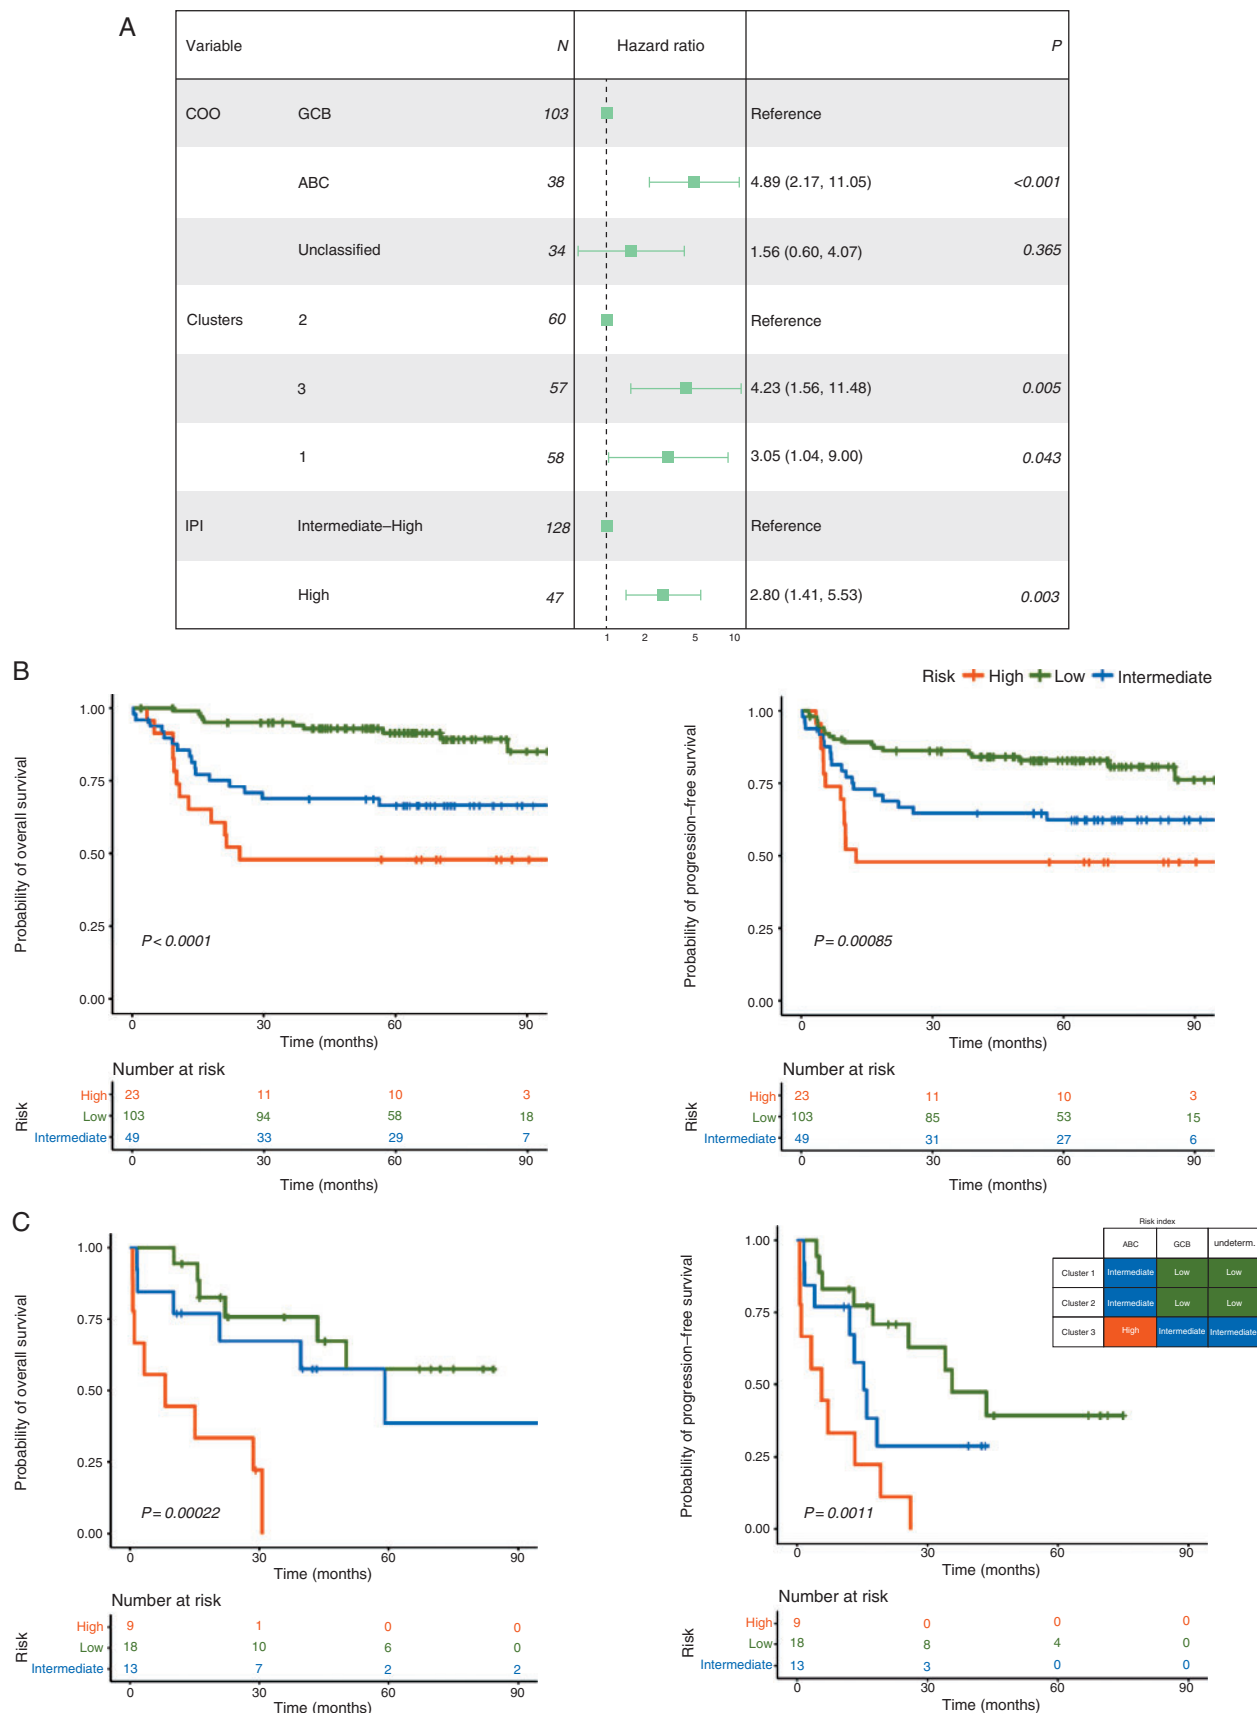 A
Variable N Hazard ratio P
COO GCB 103 Reference
ABC 38 4.89 (2.17, 11.05) <0.001
Unclassified 34 1.56 (0.60, 4.07) 0.365
Clusters 2 60 Reference
3 57 4.23 (1.56, 11.48) 0.005
1 58 3.05 (1.04, 9.00) 0.043
IPI Intermediate–High 128 Reference
High 47 2.80 (1.41, 5.53) 0.003
1 2 5 10
B
Risk High Low Intermediate
Probability of overall survival
1.00
0.75
0.50
0.25
0.00
P < 0.0001
0 30 60 90
Time (months)
Number at risk
Risk
High 23 11 10 3
Low 103 94 58 18
Intermediate 49 33 29 7
0 30 60 90
Time (months)
Probability of progression–free survival
1.00
0.75
0.50
0.25
0.00
P = 0.00085
0 30 60 90
Time (months)
Number at risk
Risk
High 23 11 10 3
Low 103 85 53 15
Intermediate 49 31 27 6
0 30 60 90
Time (months)
C
Probability of overall survival
1.00
0.75
0.50
0.25
0.00
P = 0.00022
0 30 60 90
Time (months)
Number at risk
Risk
High 9 1 0 0
Low 18 10 6 0
Intermediate 13 7 2 2
0 30 60 90
Time (months)
Probability of progression–free survival
1.00
0.75
0.50
0.25
0.00
P = 0.0011
0 30 60 90
Time (months)
Risk index
ABC GCB undeterm.
Cluster 1 Intermediate Low Low
Cluster 2 Intermediate Low Low
Cluster 3 High Intermediate Intermediate
Number at risk
Risk
High 9 0 0 0
Low 18 8 4 0
Intermediate 13 3 0 0
0 30 60 90
Time (months)